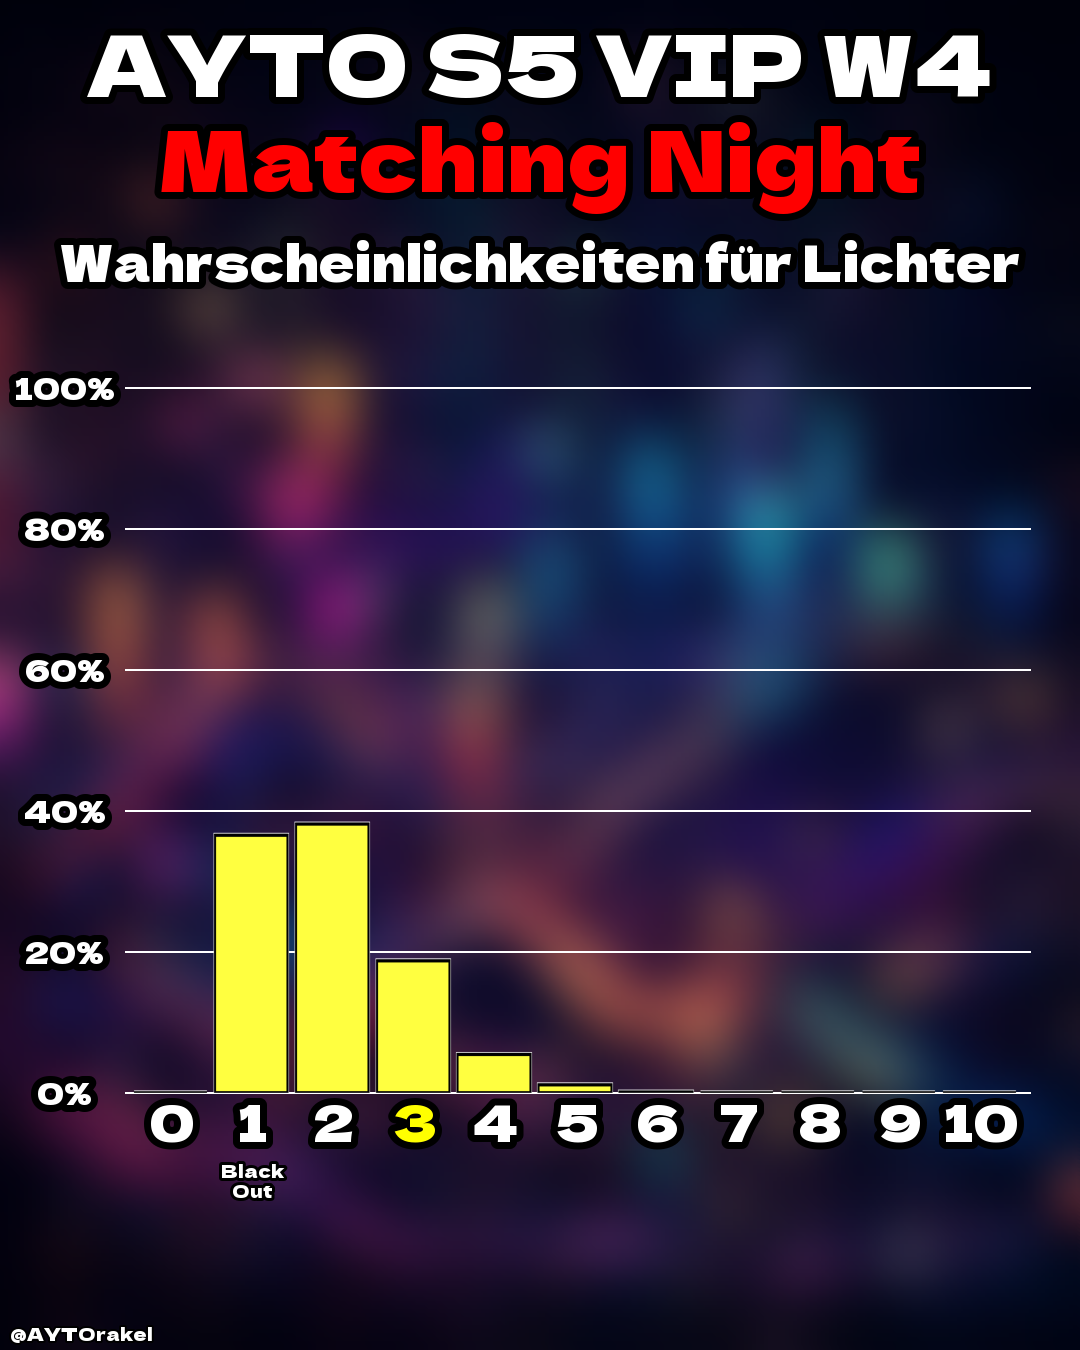 AYTO S5 VIP W4
Matching Night
Wahrscheinlichkeiten für Lichter
100%
80%
60%
40%
20%
0%
0 1 2 3 4 5 6 7 8 9 10
Black
Out
@AYTOrakel